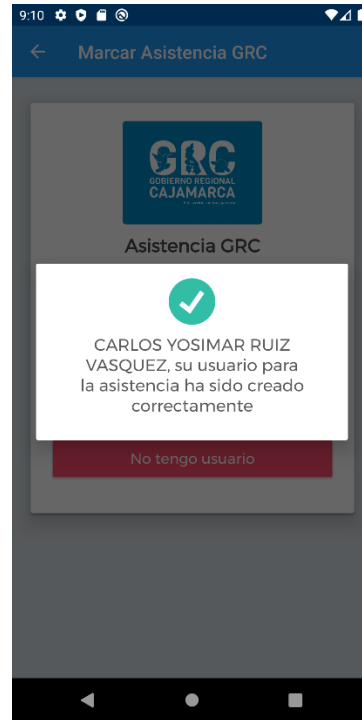 9:10
Marcar Asistencia GRC
GRC
GOBIERNO REGIONAL
CAJAMARCA
Asistencia GRC
CARLOS YOSIMAR RUIZ
VASQUEZ, su usuario para
la asistencia ha sido creado
correctamente
No tengo usuario